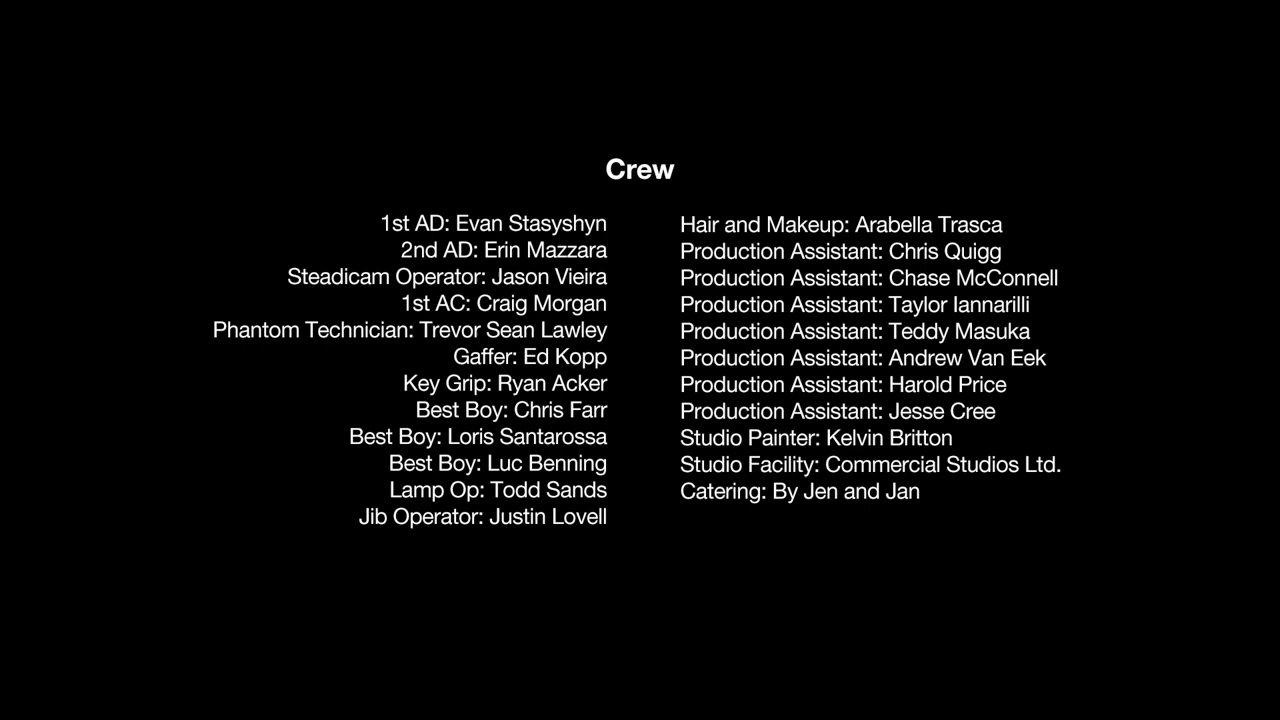 Crew
1st AD: Evan Stasyshyn
2nd AD: Erin Mazzara
Steadicam Operator: Jason Vieira
1st AC: Craig Morgan
Phantom Technician: Trevor Sean Lawley
Gaffer: Ed Kopp
Key Grip: Ryan Acker
Best Boy: Chris Farr
Best Boy: Loris Santarossa
Best Boy: Luc Benning
Lamp Op: Todd Sands
Jib Operator: Justin Lovell
Hair and Makeup: Arabella Trasca
Production Assistant: Chris Quigg
Production Assistant: Chase McConnell
Production Assistant: Taylor Iannarilli
Production Assistant: Teddy Masuka
Production Assistant: Andrew Van Eek
Production Assistant: Harold Price
Production Assistant: Jesse Cree
Studio Painter: Kelvin Britton
Studio Facility: Commercial Studios Ltd.
Catering: By Jen and Jan